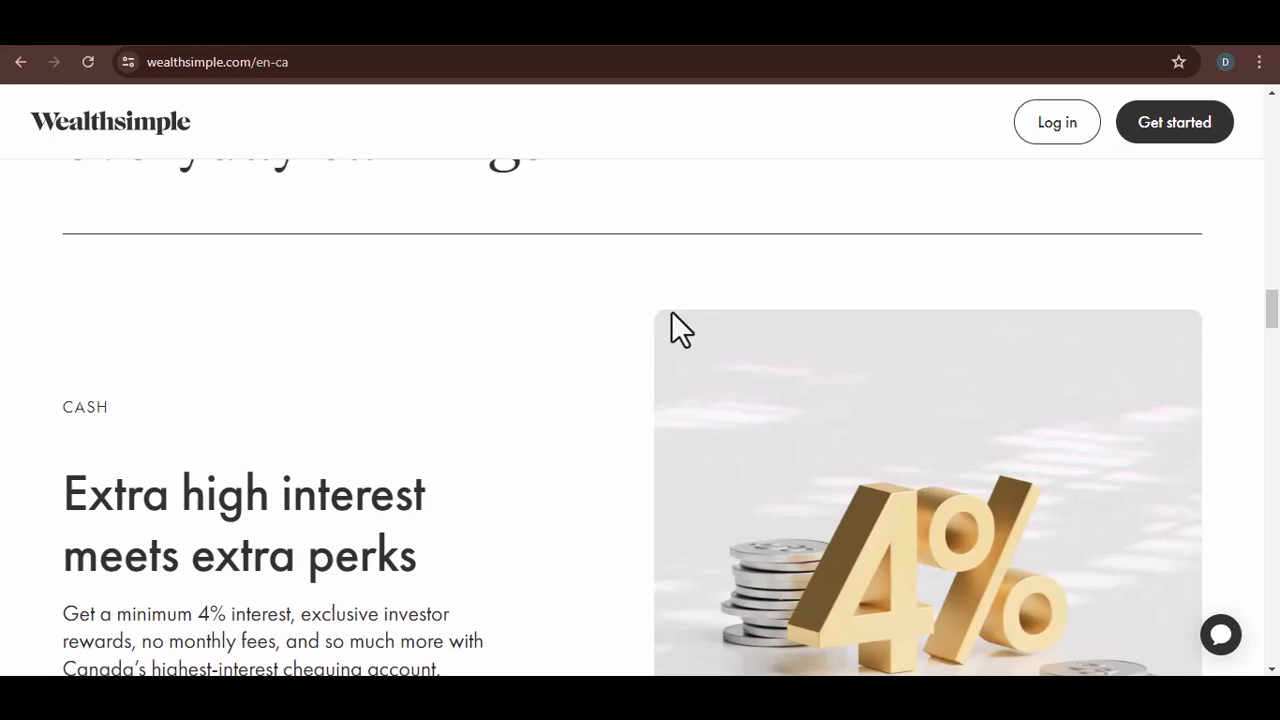 wealthsimple.com/en-ca
D
Wealthsimple
Log in
Get started
CASH
Extra high interest
meets extra perks
Get a minimum 4% interest, exclusive investor
rewards, no monthly fees, and so much more with
Canada's highest-interest chequing account.
4%